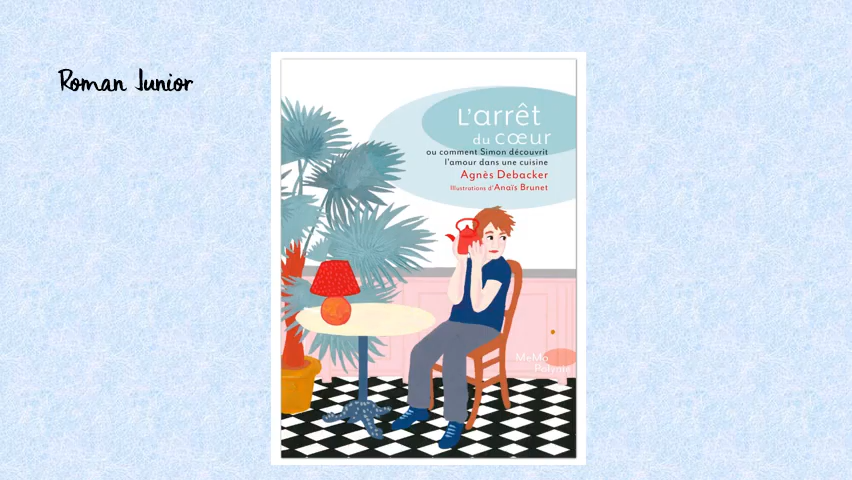 Roman Junior
L'arrêt
du cœur
ou comment Simon découvrit
l'amour dans une cuisine
Agnès Debacker
Illustrations d'Anaïs Brunet
MeMo
Polynie